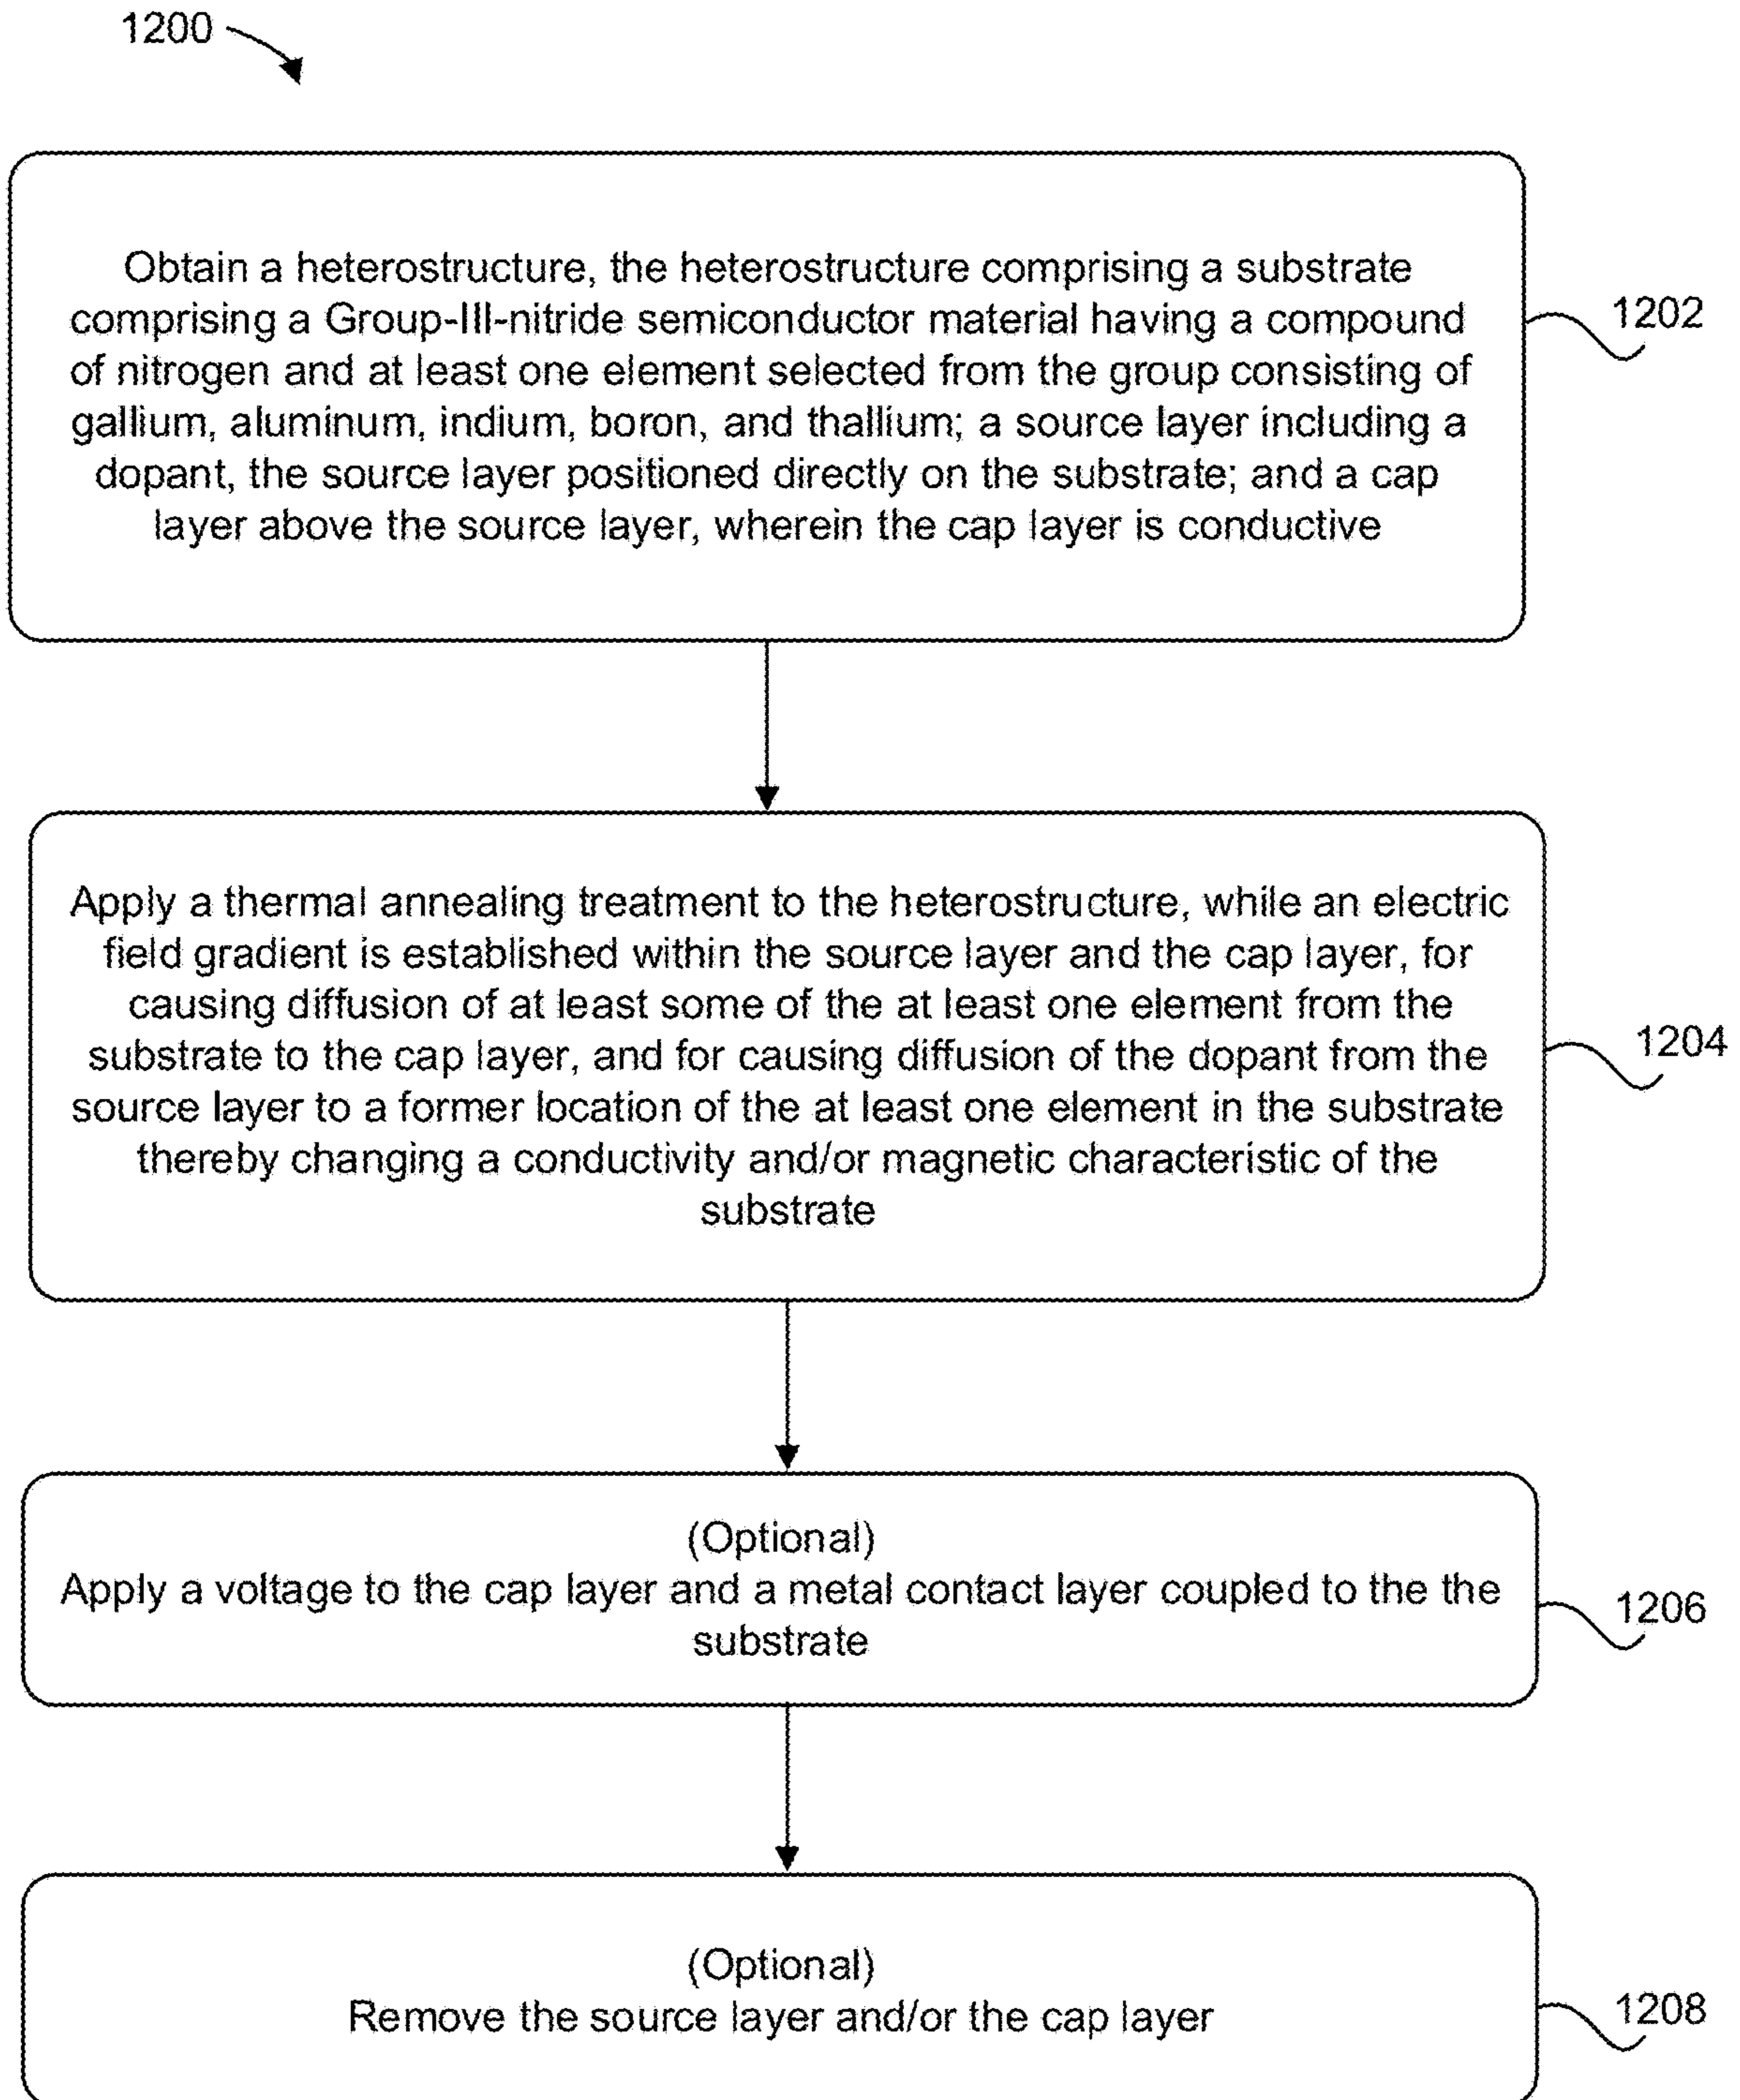 1200
Obtain a heterostructure, the heterostructure comprising a substrate
comprising a Group-III-nitride semiconductor material having a compound
of nitrogen and at least one element selected from the group consisting of
gallium, aluminum, indium, boron, and thallium; a source layer including a
dopant, the source layer positioned directly on the substrate; and a cap
layer above the source layer, wherein the cap layer is conductive
1202
Apply a thermal annealing treatment to the heterostructure, while an electric
field gradient is established within the source layer and the cap layer, for
causing diffusion of at least some of the at least one element from the
substrate to the cap layer, and for causing diffusion of the dopant from the
source layer to a former location of the at least one element in the substrate
thereby changing a conductivity and/or magnetic characteristic of the
substrate
1204
(Optional)
Apply a voltage to the cap layer and a metal contact layer coupled to the the
substrate
1206
(Optional)
Remove the source layer and/or the cap layer
1208